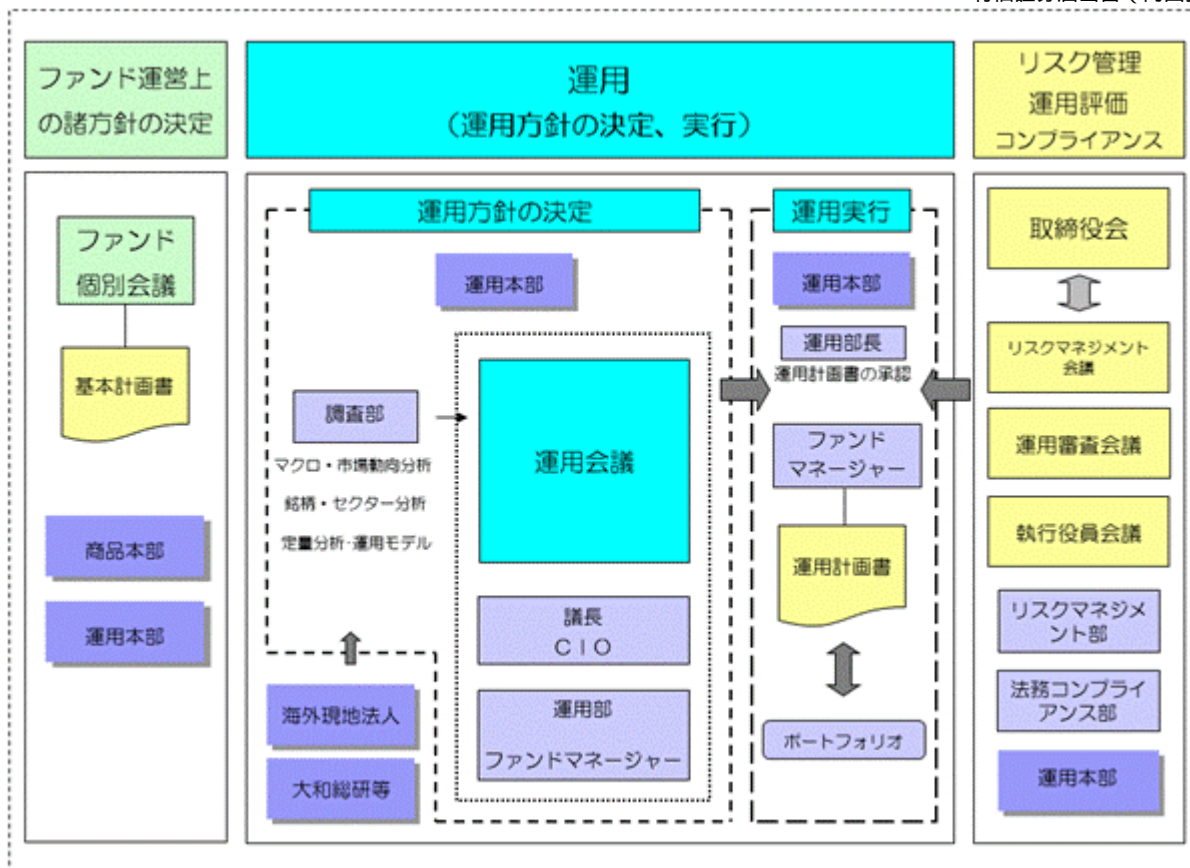 ファンド運営上
の諸方針の決定
運用
（運用方針の決定、実行）
リスク管理
運用評価
コンプライアンス
ファンド
個別会議
基本計画書
商品本部
運用本部
運用方針の決定
運用本部
調査部
マクロ・市場動向分析
銘柄・セクター分析
定量分析・運用モデル
運用会議
議長
CIO
運用部
ファンドマネージャー
海外現地法人
大和総研等
運用実行
運用本部
運用部長
運用計画書の承認
ファンド
マネージャー
運用計画書
ポートフォリオ
取締役会
リスクマネジメント
会議
運用審査会議
執行役員会議
リスクマネジメ
ント部
法務コンプライ
アンス部
運用本部